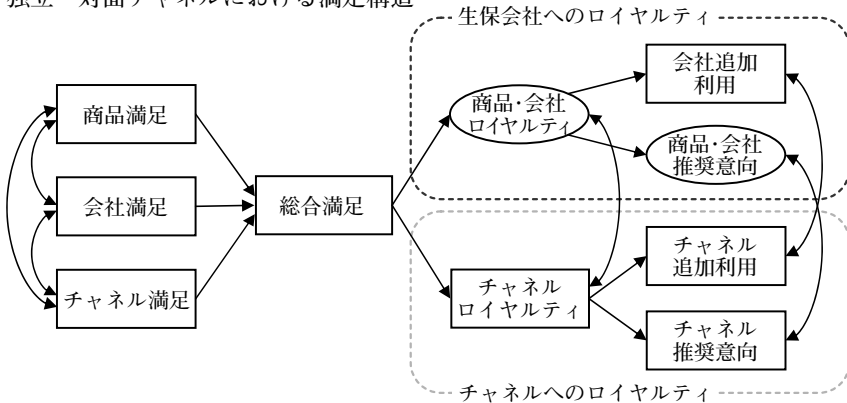 独立・対面チャネルにおける満足構造
生保会社へのロイヤルティ
商品満足
会社満足
チャネル満足
総合満足
商品・会社
ロイヤルティ
会社追加
利用
商品・会社
推奨意向
チャネル
ロイヤルティ
チャネル
追加利用
チャネル
推奨意向
チャネルへのロイヤルティ